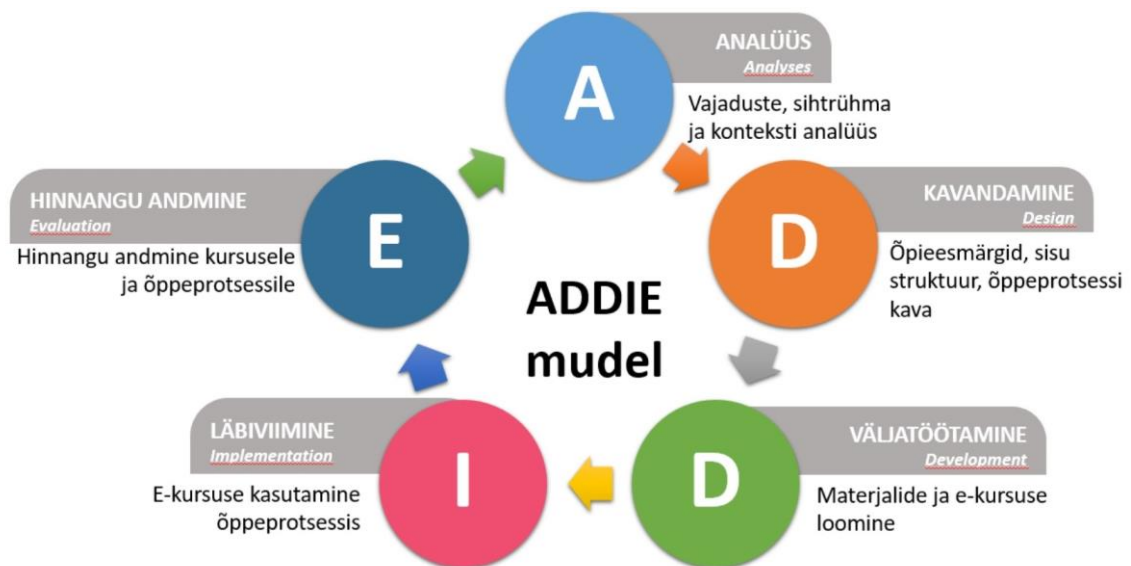 A
ANALÜÜS
Analyses
Vajaduste, sihtrühma
ja konteksti analüüs
D
KAVANDAMINE
Design
Õpieesmärgid, sisu
struktuur, õppeprotsessi
kava
D
VÄLJATÖÖTAMINE
Development
Materjalide ja e-kursuse
loomine
I
LÄBIVIIMINE
Implementation
E-kursuse kasutamine
õppeprotsessis
E
HINNANGU ANDMINE
Evaluation
Hinnangu andmine kursusele
ja õppeprotsessile
ADDIE
mudel